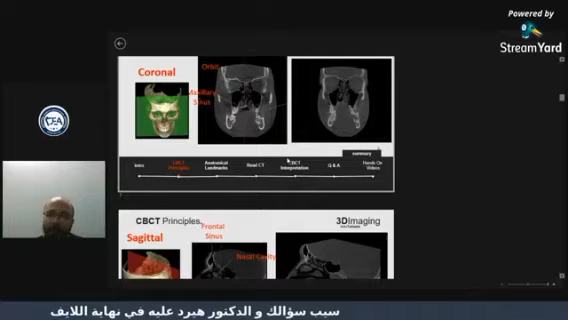 Powered by
StreamYard
Coronal
Orbit
Maxillary
Sinus
summary
Intro
CBCT
Principles
Anatomical
Landmarks
Read CT
CBCT
Interpretation
Q & A
Hands On
Videos
CBCT Principles
3DImaging
Sagittal
Frontal
Sinus
Nasal Cavity
سيب سؤالك و الدكتور هيرد عليه في نهاية اللايف